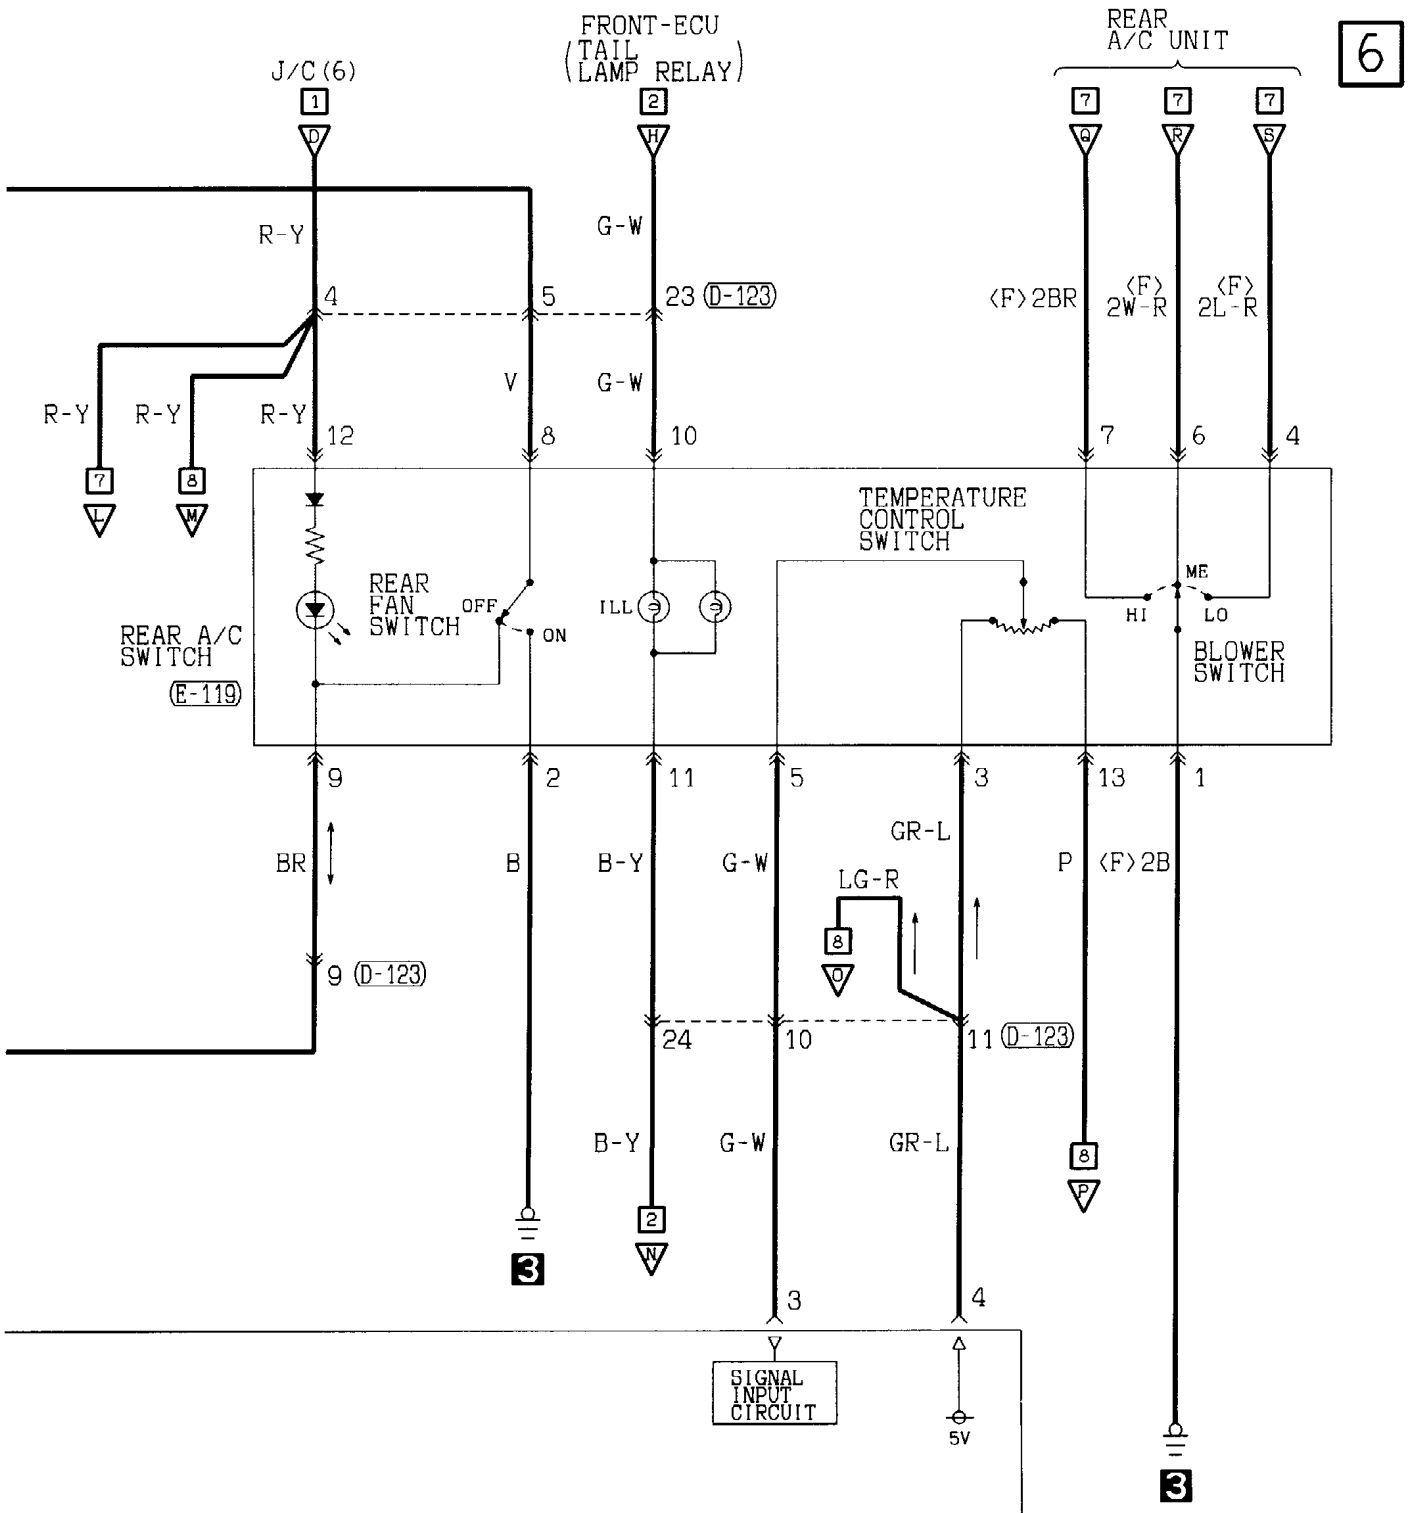 FRONT-ECU
(TAIL
LAMP RELAY)
REAR
A/C UNIT
6
J/C(6)
1
2
7
7
7
D
H
Q
R
S
R-Y
G-W
4
5
23 (D-123)
<F>2BR
<F>
2W-R
<F>
2L-R
V
G-W
R-Y
R-Y
R-Y
12
8
10
7
6
4
7
8
L
M
TEMPERATURE
CONTROL
SWITCH
REAR
FAN
SWITCH
OFF
ON
ILL
ME
HI
LO
BLOWER
SWITCH
REAR A/C
SWITCH
(E-119)
9
2
11
5
3
13
1
GR-L
BR
B
B-Y
G-W
LG-R
P
<F>2B
8
O
9 (D-123)
24
10
11 (D-123)
B-Y
G-W
GR-L
8
P
2
N
3
3
4
SIGNAL
INPUT
CIRCUIT
5V
3